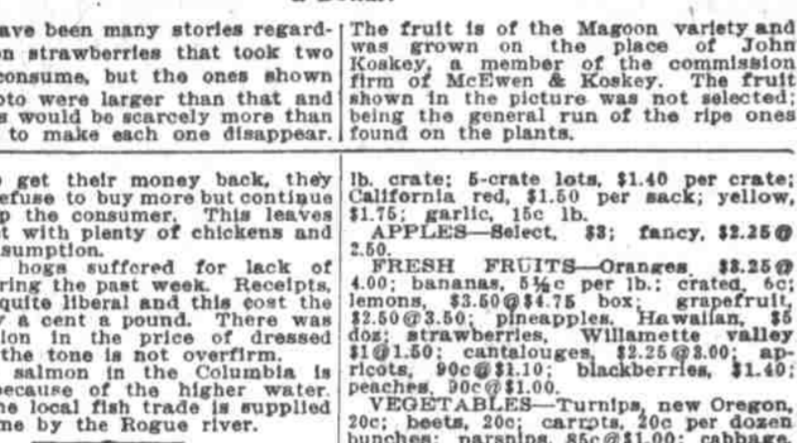 ave been many stories regard-
n strawberries that took two
consume, but the ones shown
oto were larger than that and
s would be scarcely more than
to make each one disappear.
The fruit is of the Magoon variety and
was grown on the place of John
Koskey, a member of the commission
firm of McEwen & Koskey. The fruit
shown in the picture was not selected;
being the general run of the ripe ones
found on the plants.
get their money back, they
efuse to buy more but continue
p the consumer. This leaves
t with plenty of chickens and
sumption.
hogs suffered for lack of
ring the past week. Receipts,
quite liberal and this cost the
y a cent a pound. There was
ion in the price of dressed
the tone is not overfirm.
salmon in the Columbia is
because of the higher water.
he local fish trade is supplied
me by the Rogue river.
lb. crate; 5-crate lots, $1.40 per crate;
California red, $1.50 per sack; yellow,
$1.75; garlic, 15c lb.
APPLES—Select, $3; fancy, $2.25@
2.50.
FRESH FRUITS—Oranges, $3.25@
4.00; bananas, 5½c per lb.; crated, 6c;
lemons, $3.50@$4.75 box; grapefruit,
$2.50@3.50; pineapples, Hawaiian, $5
doz; strawberries, Willamette valley
$1@1.50; cantalouges, $2.25@3.00; ap-
ricots, 90c@$1.10; blackberries, $1.40;
peaches, 90c@$1.00.
VEGETABLES—Turnips, new Oregon,
20c; beets, 20c; carrots, 20c per dozen
bunches; parsnips, 85c@$1.00; cabbage,